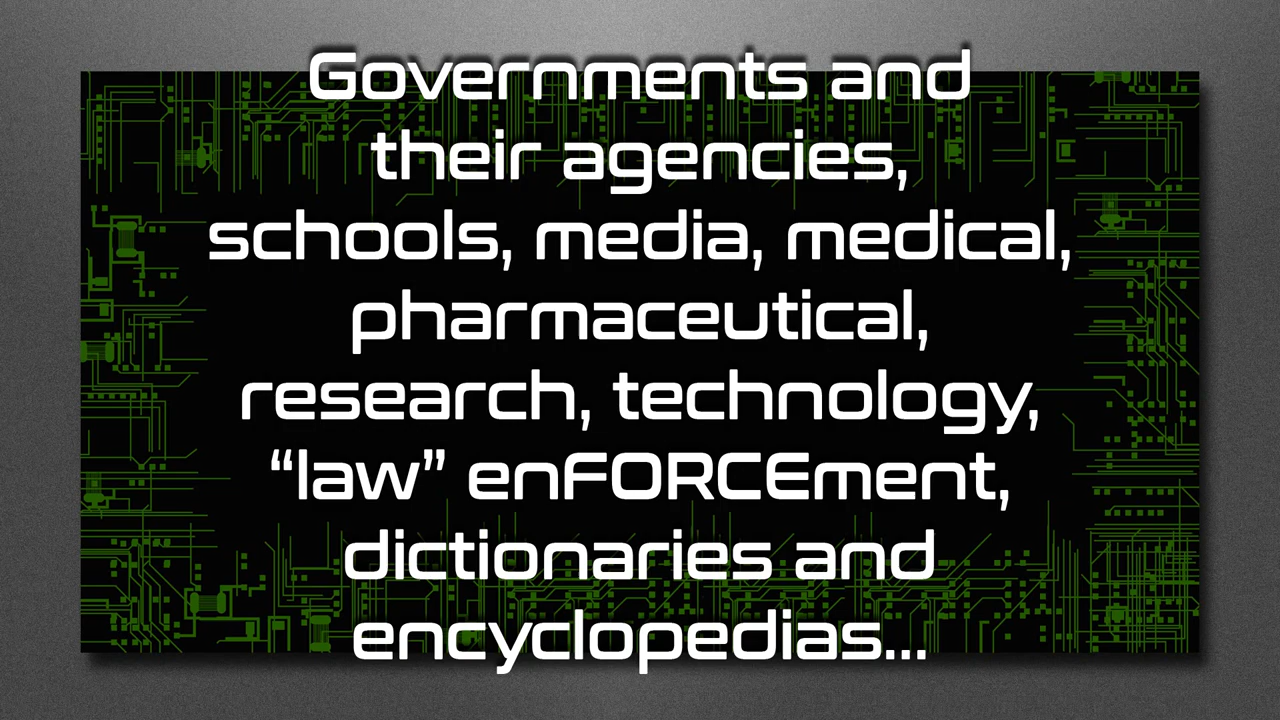 Governments and
their agencies,
schools, media, medical,
pharmaceutical,
research, technology,
“law” enFORCEment,
dictionaries and
encyclopedias...